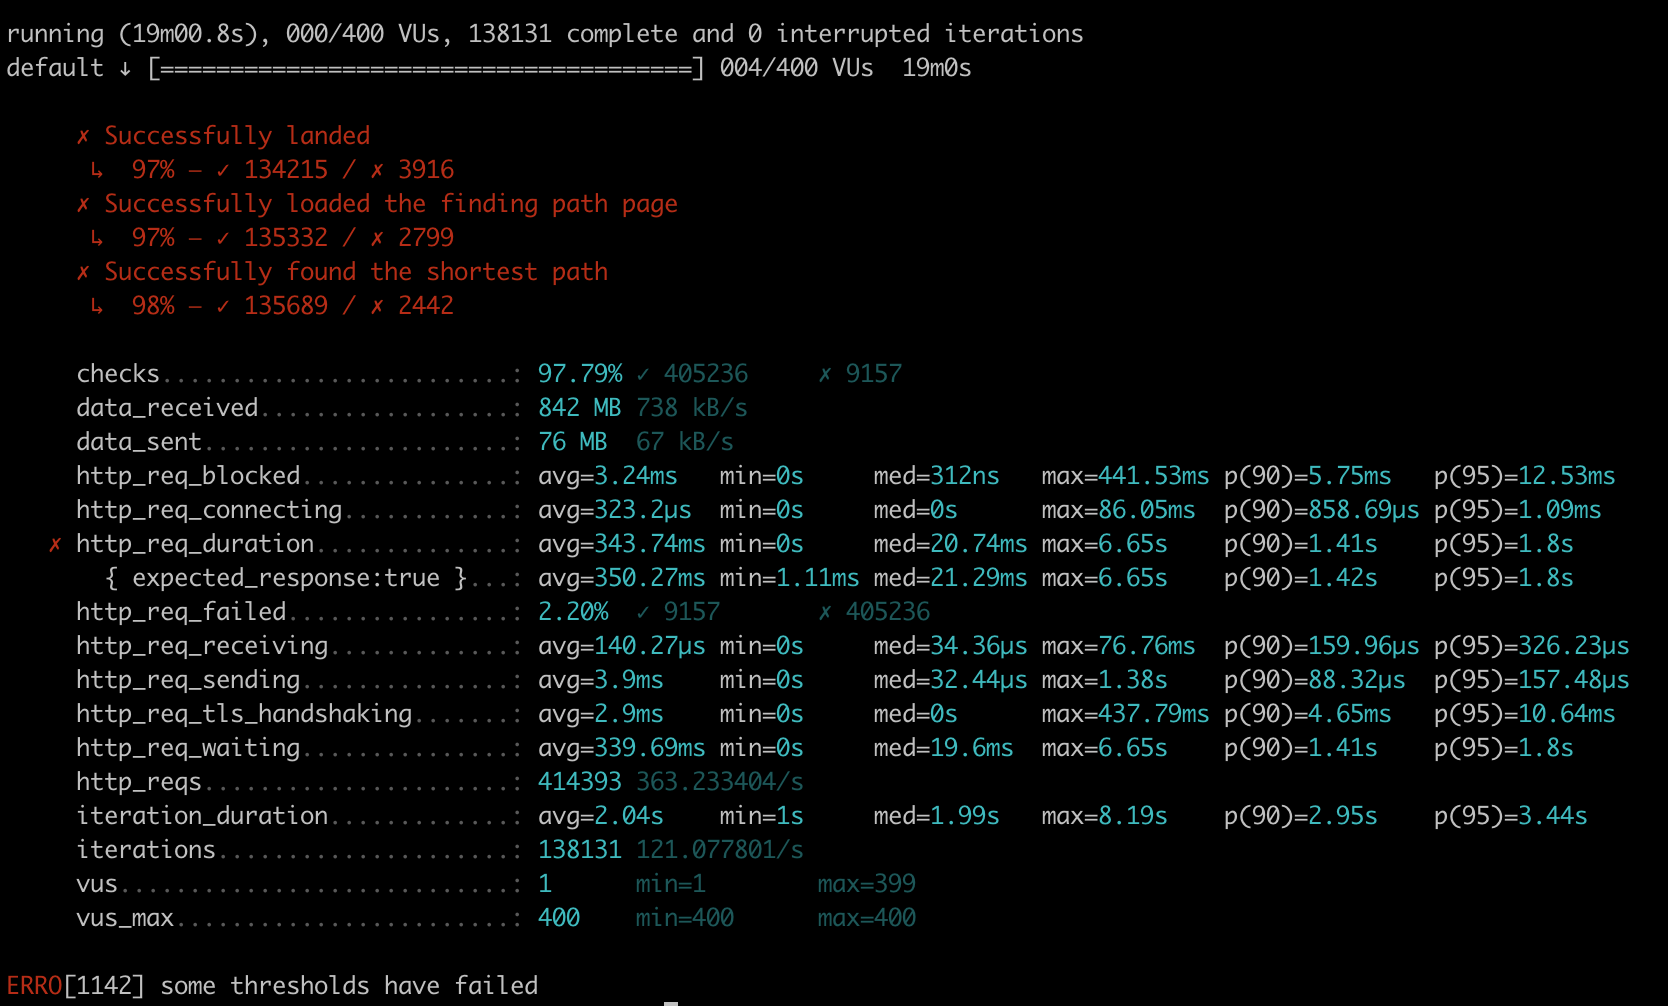 running (19m00.8s), 000/400 VUs, 138131 complete and 0 interrupted iterations
default ↓ [======================================] 004/400 VUs  19m0s
✗ Successfully landed
↳  97% — ✓ 134215 / ✗ 3916
✗ Successfully loaded the finding path page
↳  97% — ✓ 135332 / ✗ 2799
✗ Successfully found the shortest path
↳  98% — ✓ 135689 / ✗ 2442
checks.........................: 97.79% ✓ 405236     ✗ 9157
data_received..................: 842 MB 738 kB/s
data_sent......................: 76 MB  67 kB/s
http_req_blocked...............: avg=3.24ms   min=0s     med=312ns   max=441.53ms p(90)=5.75ms   p(95)=12.53ms
http_req_connecting............: avg=323.2µs  min=0s     med=0s      max=86.05ms  p(90)=858.69µs p(95)=1.09ms
✗ http_req_duration..............: avg=343.74ms min=0s     med=20.74ms max=6.65s    p(90)=1.41s    p(95)=1.8s
{ expected_response:true }...: avg=350.27ms min=1.11ms med=21.29ms max=6.65s    p(90)=1.42s    p(95)=1.8s
http_req_failed................: 2.20%  ✓ 9157       ✗ 405236
http_req_receiving.............: avg=140.27µs min=0s     med=34.36µs max=76.76ms  p(90)=159.96µs p(95)=326.23µs
http_req_sending...............: avg=3.9ms    min=0s     med=32.44µs max=1.38s    p(90)=88.32µs  p(95)=157.48µs
http_req_tls_handshaking.......: avg=2.9ms    min=0s     med=0s      max=437.79ms p(90)=4.65ms   p(95)=10.64ms
http_req_waiting...............: avg=339.69ms min=0s     med=19.6ms  max=6.65s    p(90)=1.41s    p(95)=1.8s
http_reqs......................: 414393 363.233404/s
iteration_duration.............: avg=2.04s    min=1s     med=1.99s   max=8.19s    p(90)=2.95s    p(95)=3.44s
iterations.....................: 138131 121.077801/s
vus............................: 1      min=1        max=399
vus_max........................: 400    min=400      max=400
ERRO[1142] some thresholds have failed